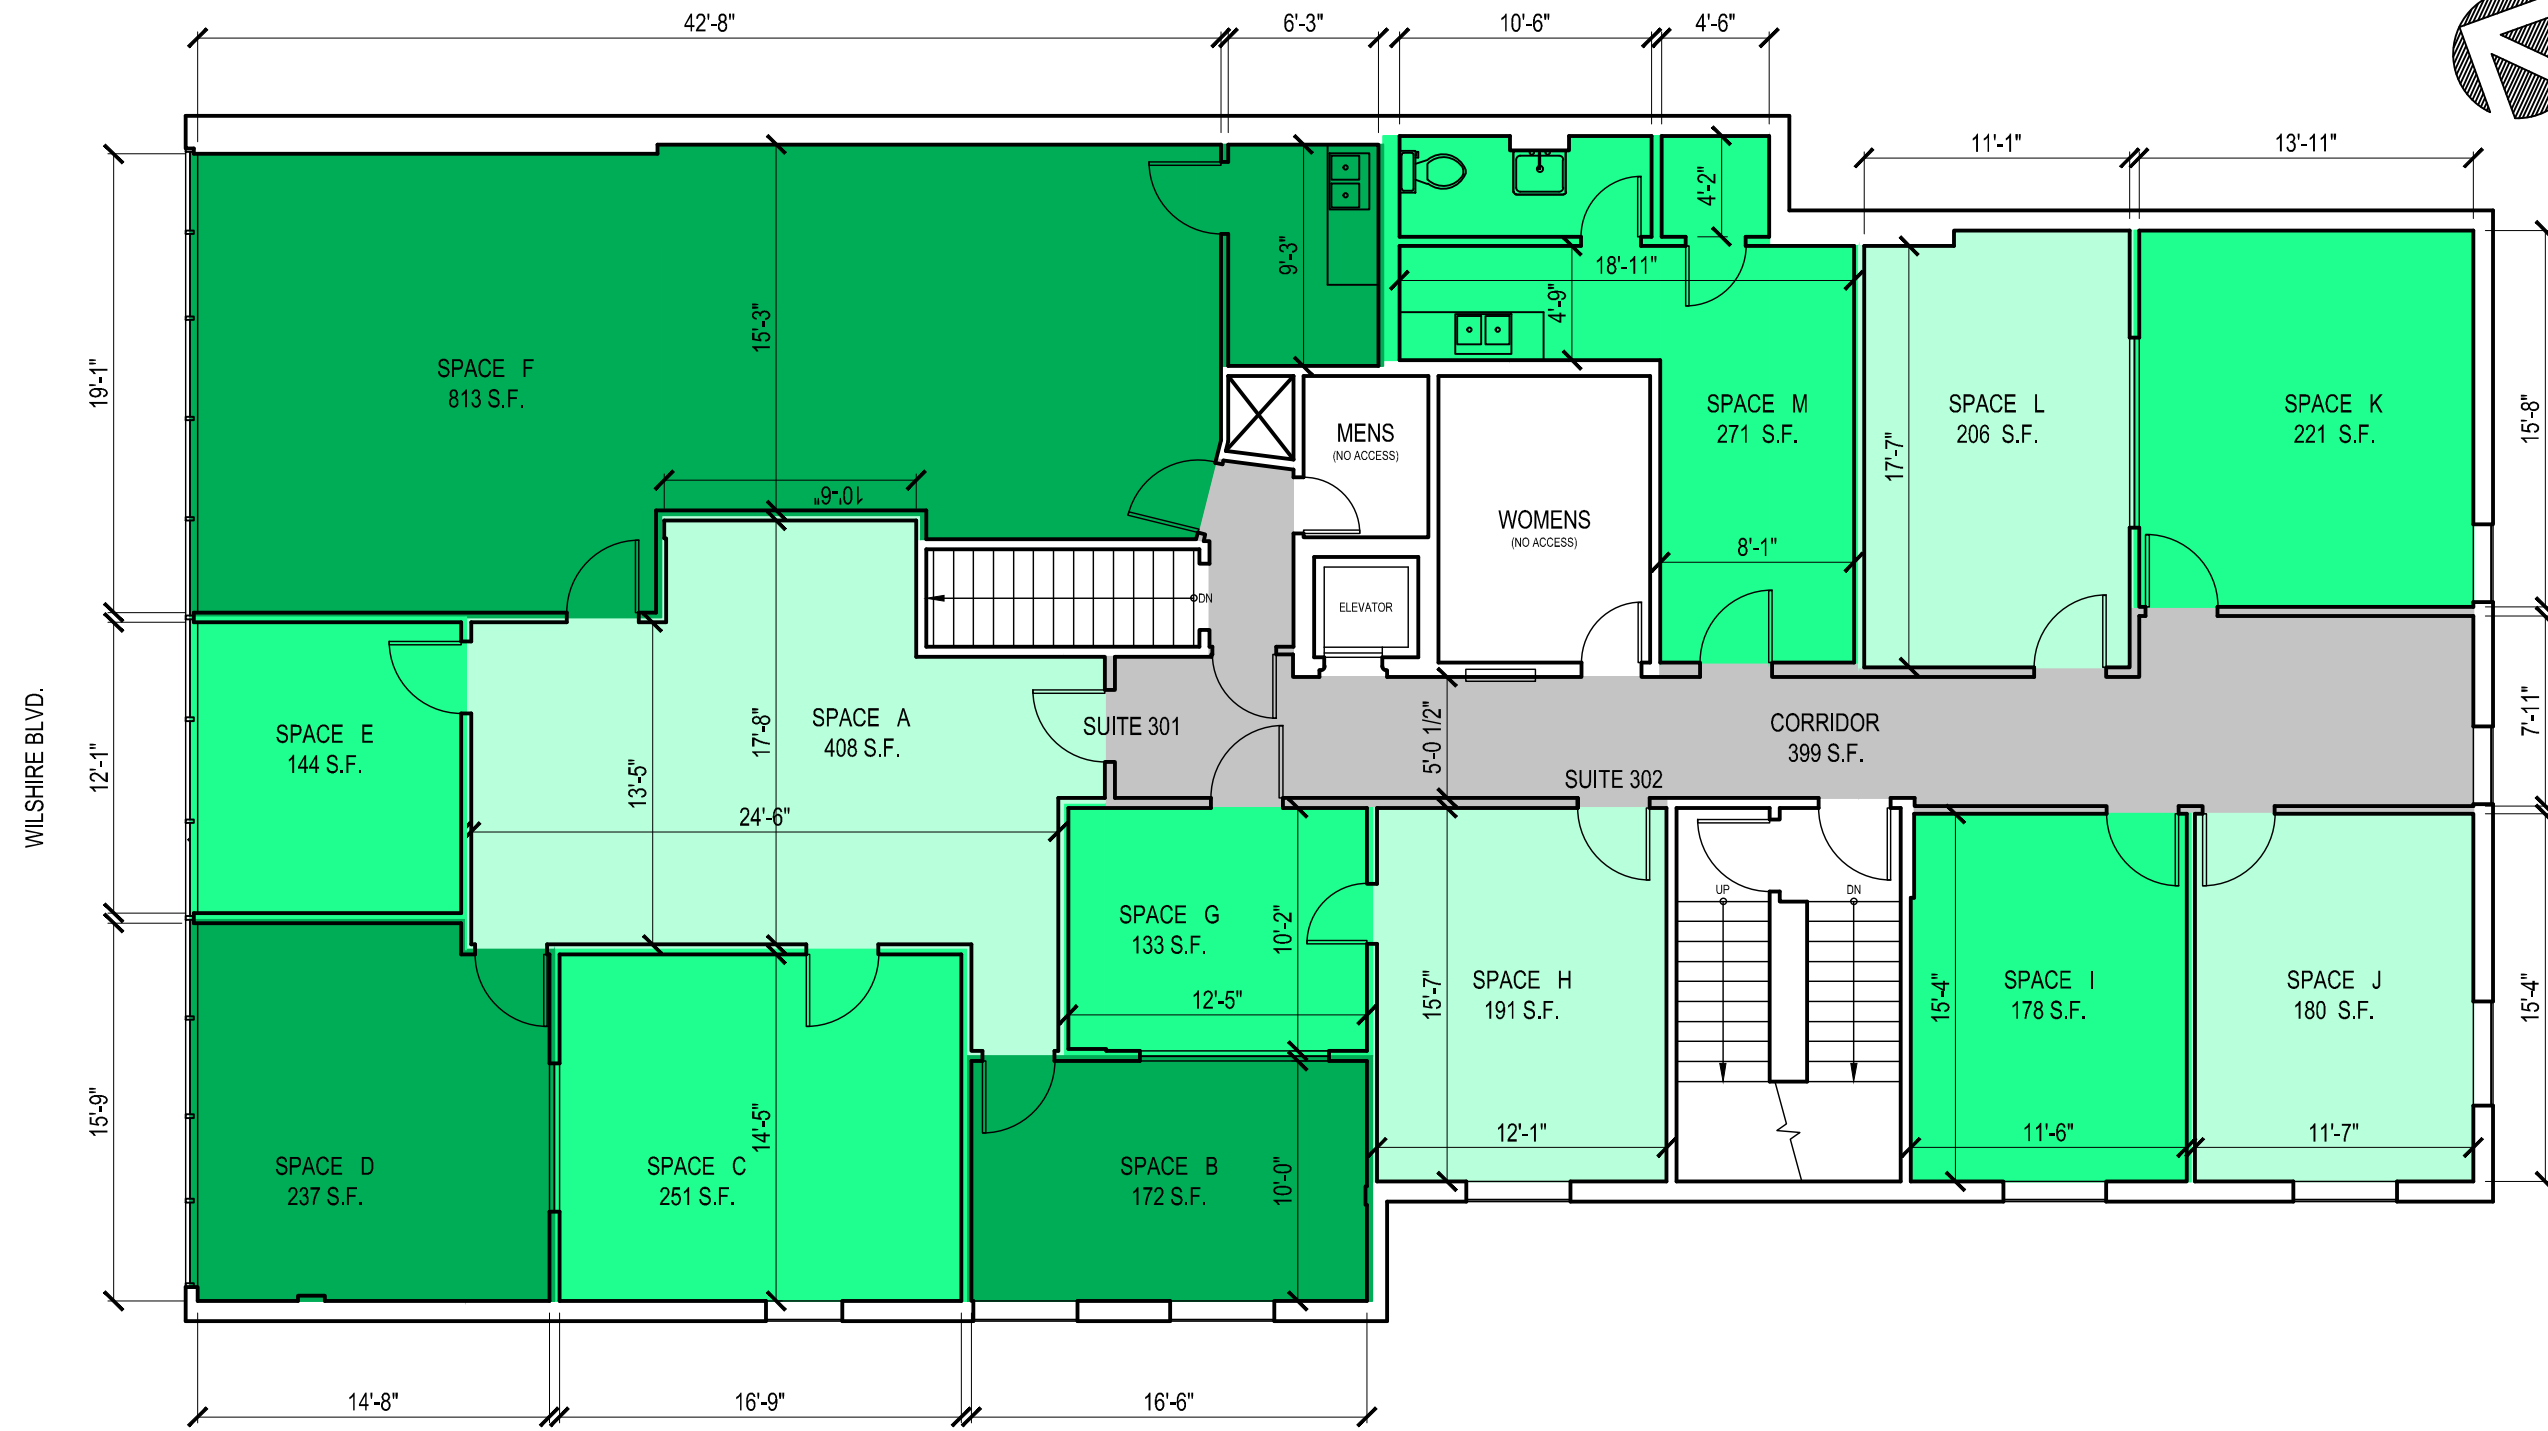 42'-8"
6'-3"
10'-6"
4'-6"
11'-1"
13'-11"
4'-2"
9'-3"
18'-11"
4'-9"
15'-3"
19'-1"
SPACE F
813 S.F.
MENS
(NO ACCESS)
SPACE M
271 S.F.
SPACE L
206 S.F.
SPACE K
221 S.F.
15'-8"
17'-7"
10'-6"
WOMENS
(NO ACCESS)
8'-1"
DN
ELEVATOR
WILSHIRE BLVD.
12'-1"
SPACE E
144 S.F.
13'-5"
17'-8"
SPACE A
408 S.F.
SUITE 301
5'-0 1/2"
CORRIDOR
399 S.F.
7'-11"
SUITE 302
24'-6"
SPACE G
133 S.F.
10'-2"
12'-5"
UP
DN
15'-7"
SPACE H
191 S.F.
15'-4"
SPACE I
178 S.F.
SPACE J
180 S.F.
15'-4"
15'-9"
SPACE D
237 S.F.
SPACE C
251 S.F.
14'-5"
SPACE B
172 S.F.
10'-0"
12'-1"
11'-6"
11'-7"
14'-8"
16'-9"
16'-6"